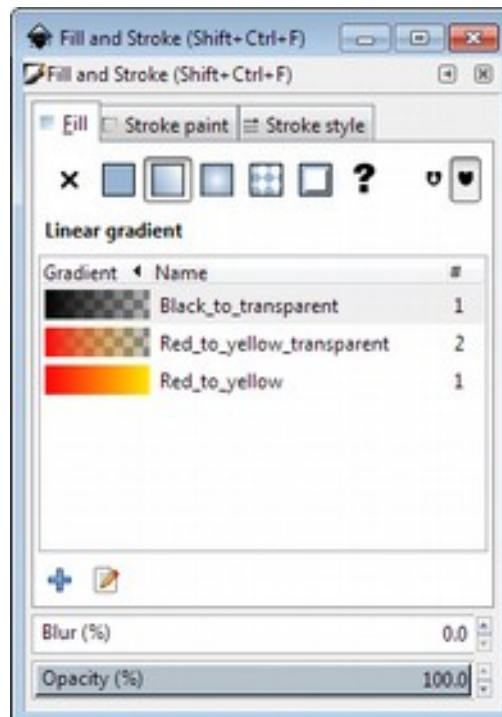 Fill and Stroke (Shift+Ctrl+F)
Fill and Stroke (Shift+Ctrl+F)
Fill Stroke paint Stroke style
?
Linear gradient
Gradient Name #
Black_to_transparent 1
Red_to_yellow_transparent 2
Red_to_yellow 1
Blur (%) 0.0
Opacity (%) 100.0